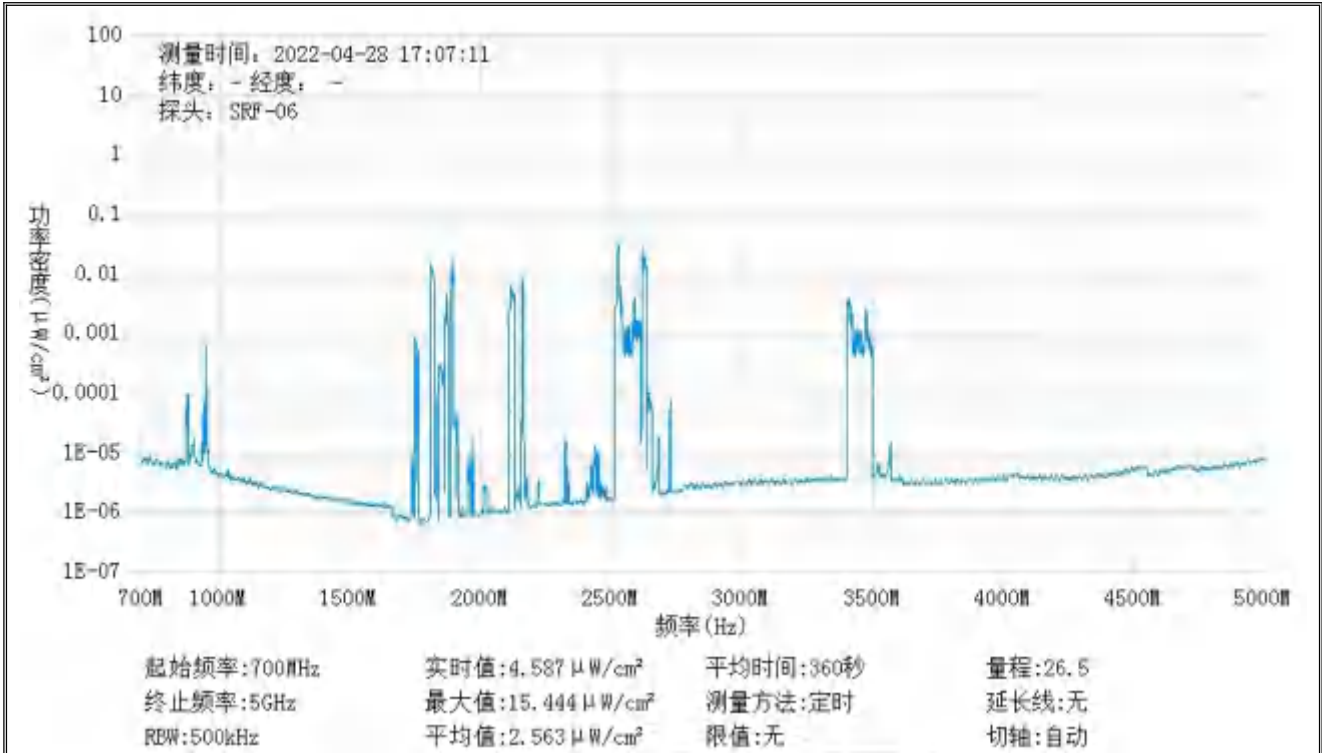 100
测量时间：2022-04-28 17:07:11
纬度：- 经度： -
10
探头：SRF-06
1
功率密度(μW/cm²)
0.1
0.01
0.001
0.0001
1E-05
1E-06
1E-07
700M 1000M 1500M 2000M 2500M 3000M 3500M 4000M 4500M 5000M
频率(Hz)
起始频率:700MHz 实时值:4.587μW/cm² 平均时间:360秒 量程:26.5
终止频率:5GHz 最大值:15.444μW/cm² 测量方法:定时 延长线:无
RBW:500kHz 平均值:2.563μW/cm² 限值:无 切轴:自动